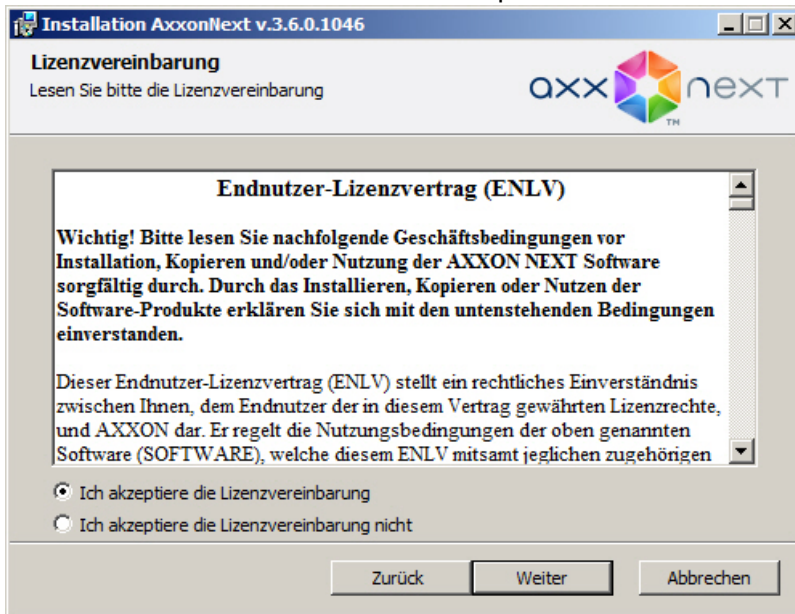 Installation AxxonNext v.3.6.0.1046
Lizenzvereinbarung
Lesen Sie bitte die Lizenzvereinbarung
axx next
TM
Endnutzer-Lizenzvertrag (ENLV)
Wichtig! Bitte lesen Sie nachfolgende Geschäftsbedingungen vor
Installation, Kopieren und/oder Nutzung der AXXON NEXT Software
sorgfältig durch. Durch das Installieren, Kopieren oder Nutzen der
Software-Produkte erklären Sie sich mit den untenstehenden Bedingungen
einverstanden.
Dieser Endnutzer-Lizenzvertrag (ENLV) stellt ein rechtliches Einverständnis
zwischen Ihnen, dem Endnutzer der in diesem Vertrag gewährten Lizenzrechte,
und AXXON dar. Er regelt die Nutzungsbedingungen der oben genannten
Software (SOFTWARE), welche diesem ENLV mitsamt jeglichen zugehörigen
Ich akzeptiere die Lizenzvereinbarung
Ich akzeptiere die Lizenzvereinbarung nicht
Zurück Weiter Abbrechen